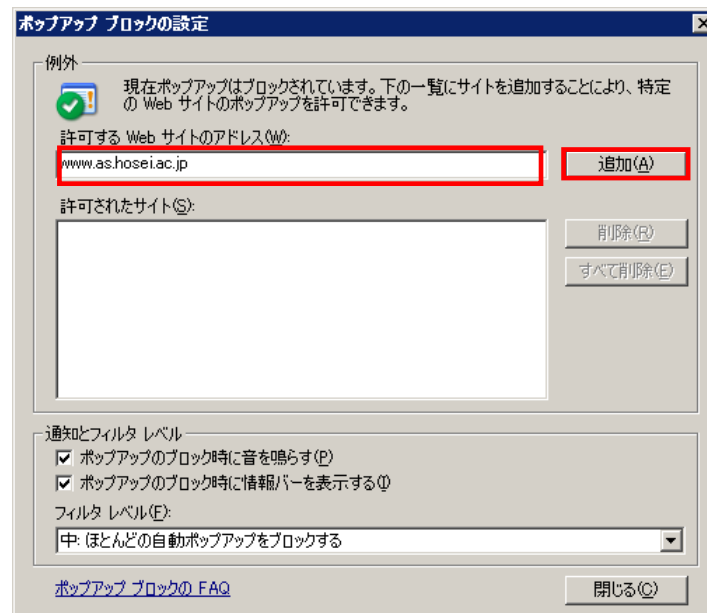 ポップアップ ブロックの設定
例外
現在ポップアップはブロックされています。下の一覧にサイトを追加することにより、特定
の Web サイトのポップアップを許可できます。
許可する Web サイトのアドレス(W):
www.as.hosei.ac.jp
追加(A)
許可されたサイト(S):
削除(R)
すべて削除(E)
通知とフィルタ レベル
ポップアップのブロック時に音を鳴らす(P)
ポップアップのブロック時に情報バーを表示する(I)
フィルタ レベル(F):
中: ほとんどの自動ポップアップをブロックする
ポップアップ ブロックの FAQ
閉じる(C)